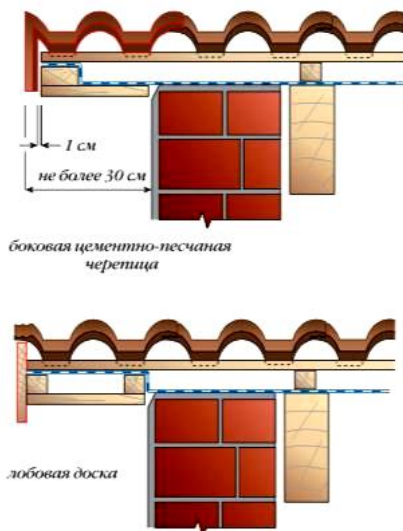 1 см
не более 30 см
боковая цементно-песчаная
черепица
лобовая доска